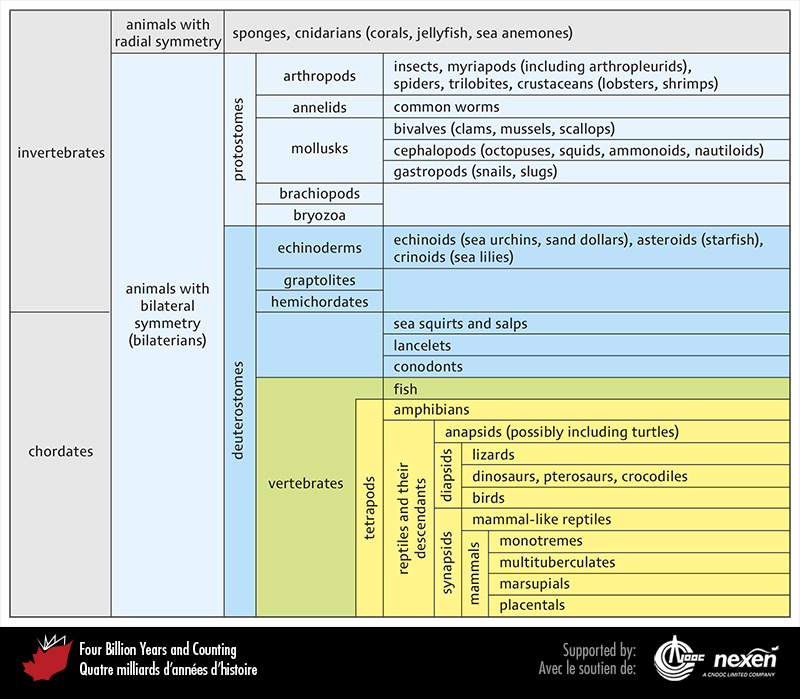 animals with
radial symmetry
sponges, cnidarians (corals, jellyfish, sea anemones)
invertebrates
animals with
bilateral
symmetry
(bilaterians)
protostomes
arthropods
insects, myriapods (including arthropleurids),
spiders, trilobites, crustaceans (lobsters, shrimps)
annelids
common worms
mollusks
bivalves (clams, mussels, scallops)
cephalopods (octopuses, squids, ammonoids, nautiloids)
gastropods (snails, slugs)
brachiopods
bryozoa
deuterostomes
echinoderms
echinoids (sea urchins, sand dollars), asteroids (starfish),
crinoids (sea lilies)
graptolites
hemichordates
chordates
sea squirts and salps
lancelets
conodonts
vertebrates
fish
tetrapods
amphibians
reptiles and their
descendants
anapsids (possibly including turtles)
diapsids
lizards
dinosaurs, pterosaurs, crocodiles
birds
synapsids
mammal-like reptiles
mammals
monotremes
multituberculates
marsupials
placentals
Four Billion Years and Counting
Quatre milliards d'années d'histoire
Supported by:
Avec le soutien de:
CNOOC
nexen
A CNOOC LIMITED COMPANY